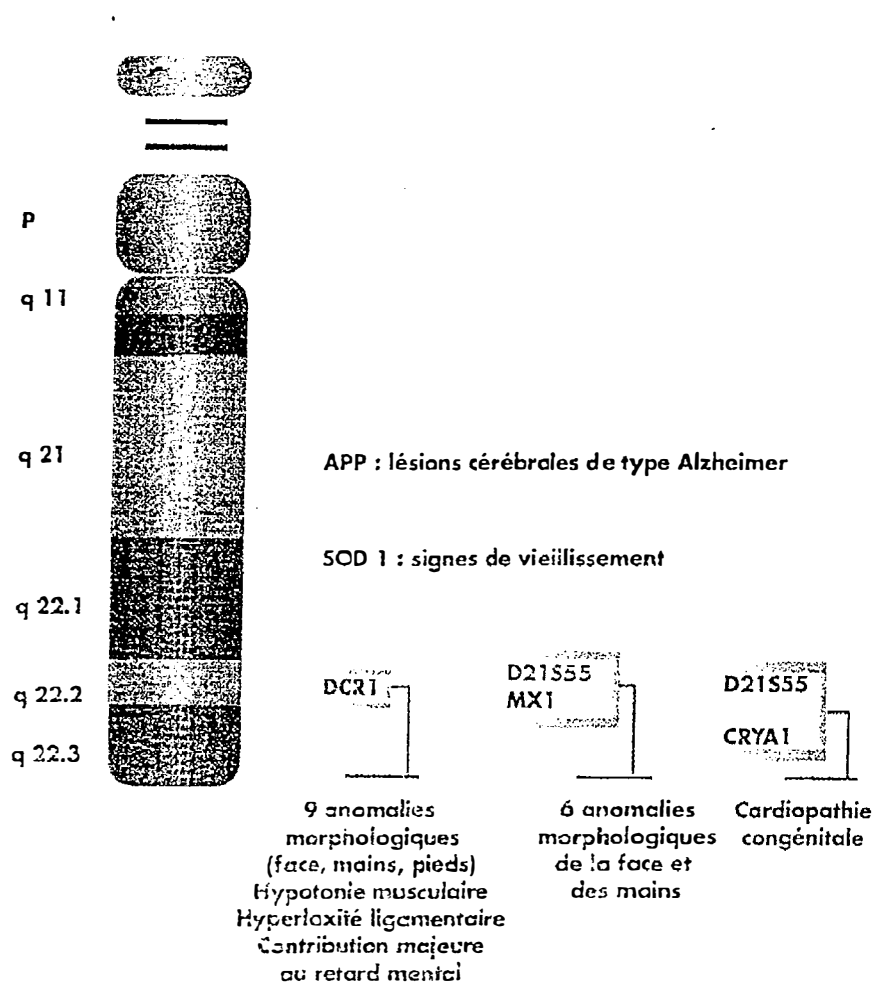 P
q 11
q 21
APP : lésions cérébrales de type Alzheimer
SOD 1 : signes de vieillissement
q 22.1
q 22.2
q 22.3
DCR1
D21S55
MX1
D21S55
CRYA1
9 anomalies
morphologiques
(face, mains, pieds)
Hypotonie musculaire
Hyperlaxité ligamentaire
Contribution majeure
au retard mental
6 anomalies
morphologiques
de la face et
des mains
Cardiopathie
congénitale